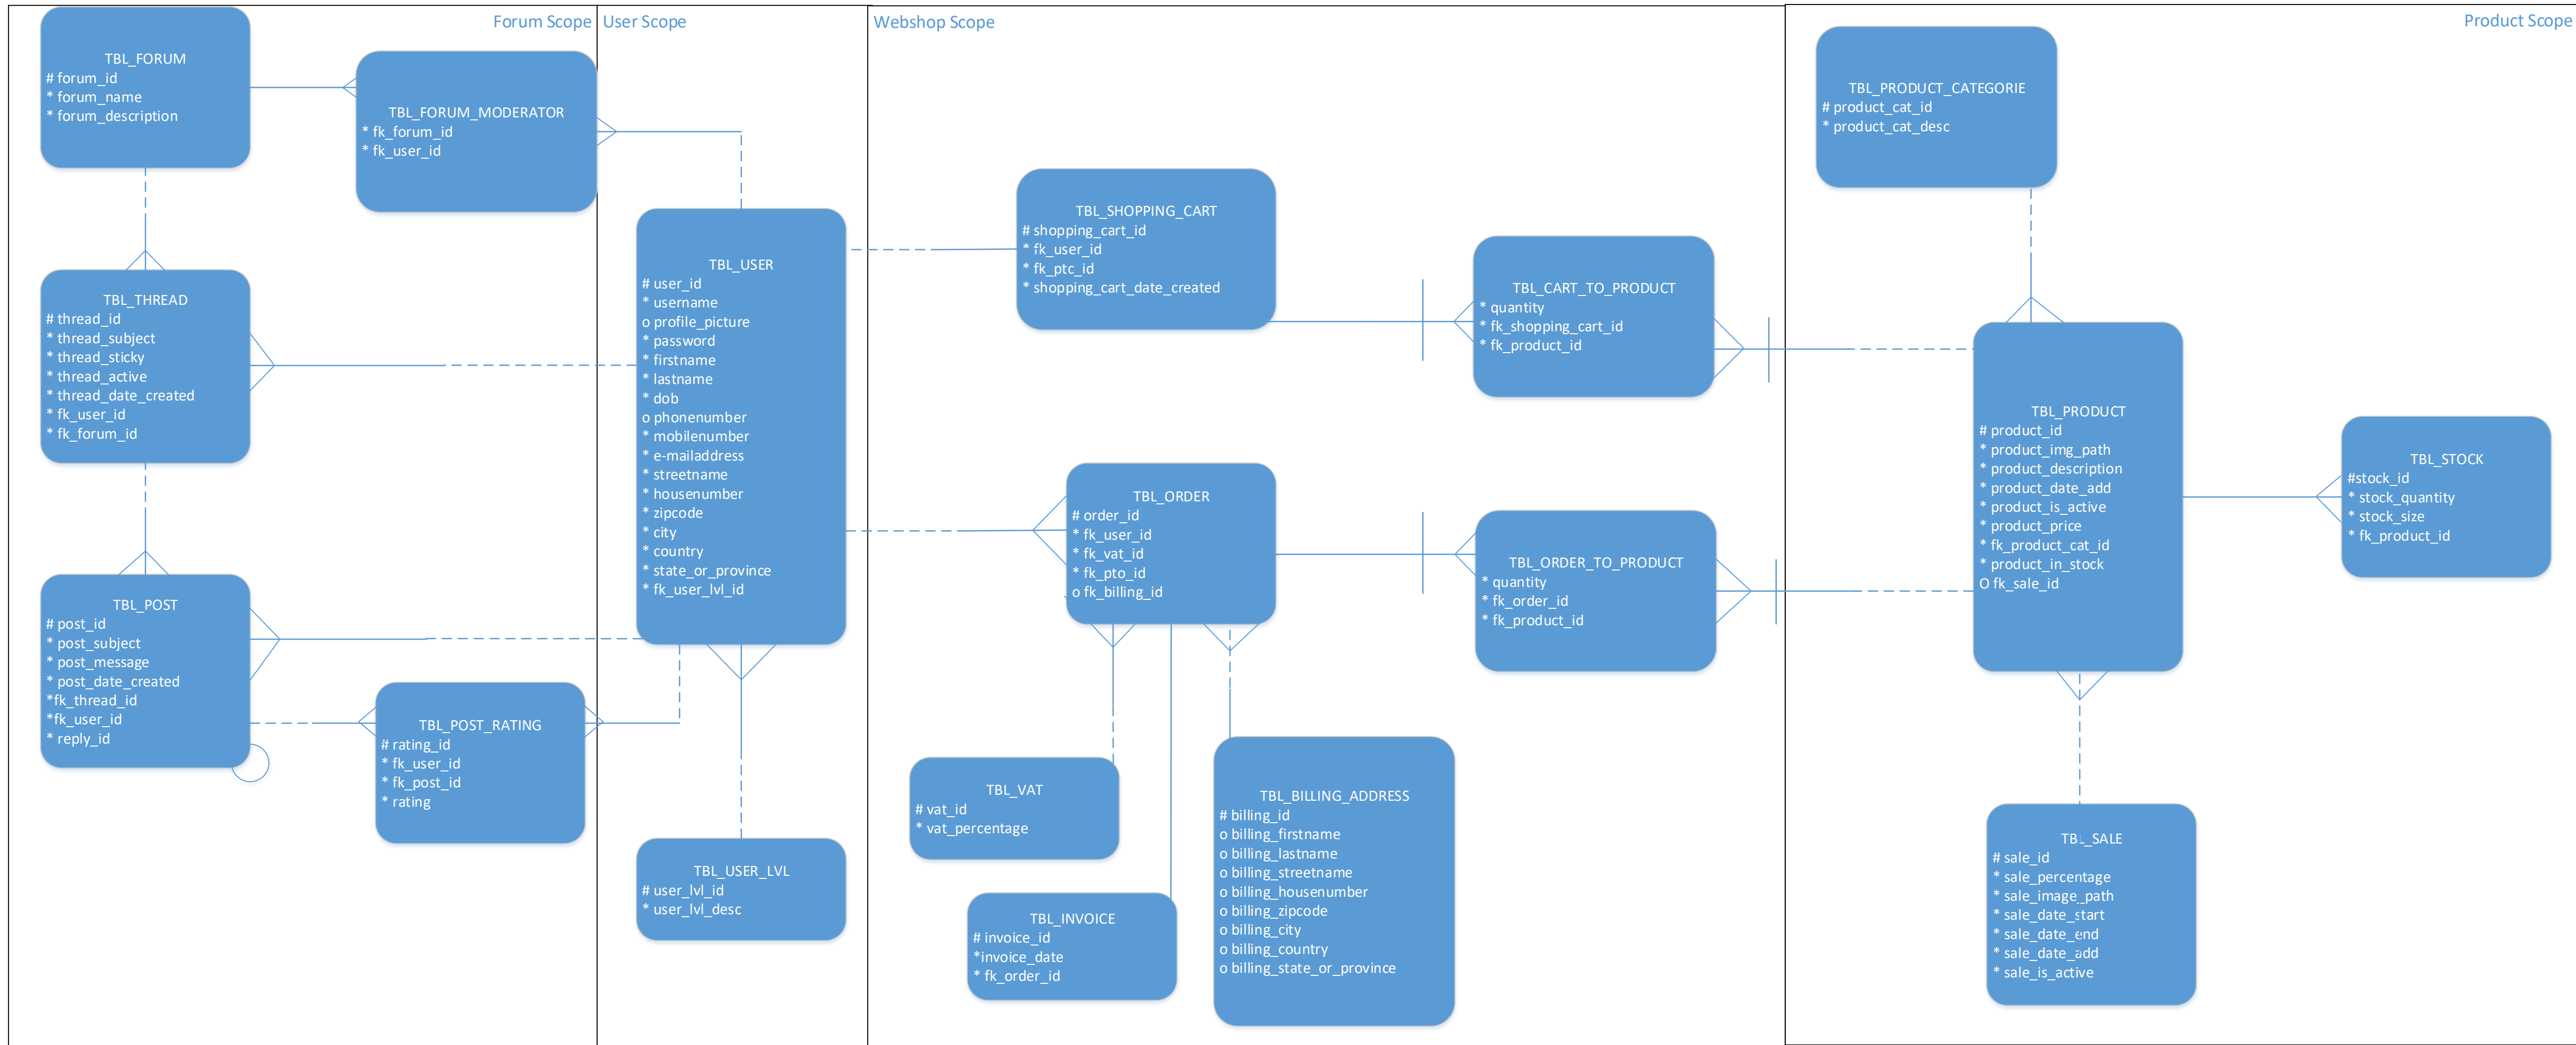 Forum Scope
TBL_FORUM
# forum_id
* forum_name
* forum_description
TBL_FORUM_MODERATOR
* fk_forum_id
* fk_user_id
TBL_THREAD
# thread_id
* thread_subject
* thread_sticky
* thread_active
* thread_date_created
* fk_user_id
* fk_forum_id
TBL_POST
# post_id
* post_subject
* post_message
* post_date_created
*fk_thread_id
*fk_user_id
* reply_id
TBL_POST_RATING
# rating_id
* fk_user_id
* fk_post_id
* rating
User Scope
TBL_USER
# user_id
* username
o profile_picture
* password
* firstname
* lastname
* dob
o phonenumber
* mobilenumber
* e-mailaddress
* streetname
* housenumber
* zipcode
* city
* country
* state_or_province
* fk_user_lvl_id
TBL_USER_LVL
# user_lvl_id
* user_lvl_desc
Webshop Scope
TBL_SHOPPING_CART
# shopping_cart_id
* fk_user_id
* fk_ptc_id
* shopping_cart_date_created
TBL_CART_TO_PRODUCT
* quantity
* fk_shopping_cart_id
* fk_product_id
TBL_ORDER
# order_id
* fk_user_id
* fk_vat_id
* fk_pto_id
o fk_billing_id
TBL_ORDER_TO_PRODUCT
* quantity
* fk_order_id
* fk_product_id
TBL_VAT
# vat_id
* vat_percentage
TBL_INVOICE
# invoice_id
*invoice_date
* fk_order_id
TBL_BILLING_ADDRESS
# billing_id
o billing_firstname
o billing_lastname
o billing_streetname
o billing_housenumber
o billing_zipcode
o billing_city
o billing_country
o billing_state_or_province
Product Scope
TBL_PRODUCT_CATEGORIE
# product_cat_id
* product_cat_desc
TBL_PRODUCT
# product_id
* product_img_path
* product_description
* product_date_add
* product_is_active
* product_price
* fk_product_cat_id
* product_in_stock
O fk_sale_id
TBL_STOCK
#stock_id
* stock_quantity
* stock_size
* fk_product_id
TBL_SALE
# sale_id
* sale_percentage
* sale_image_path
* sale_date_start
* sale_date_end
* sale_date_add
* sale_is_active